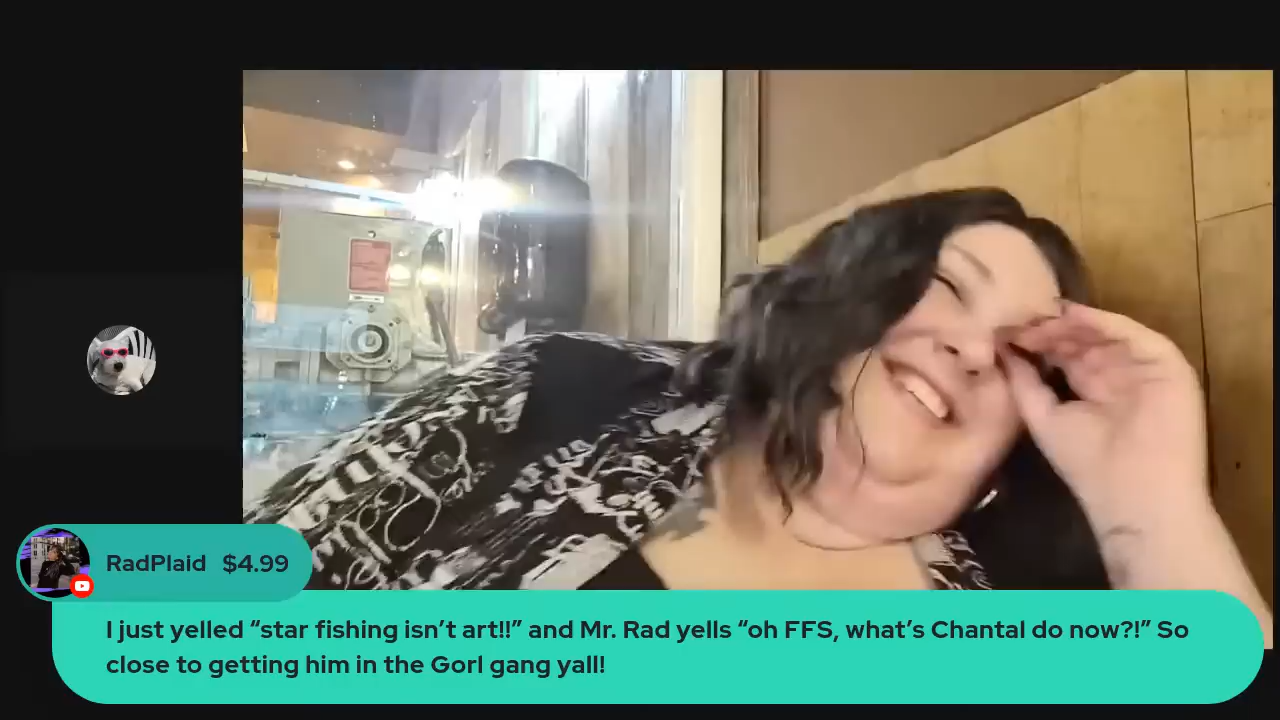 RadPlaid $4.99
I just yelled “star fishing isn’t art!!” and Mr. Rad yells “oh FFS, what’s Chantal do now?!” So
close to getting him in the Gorl gang yall!